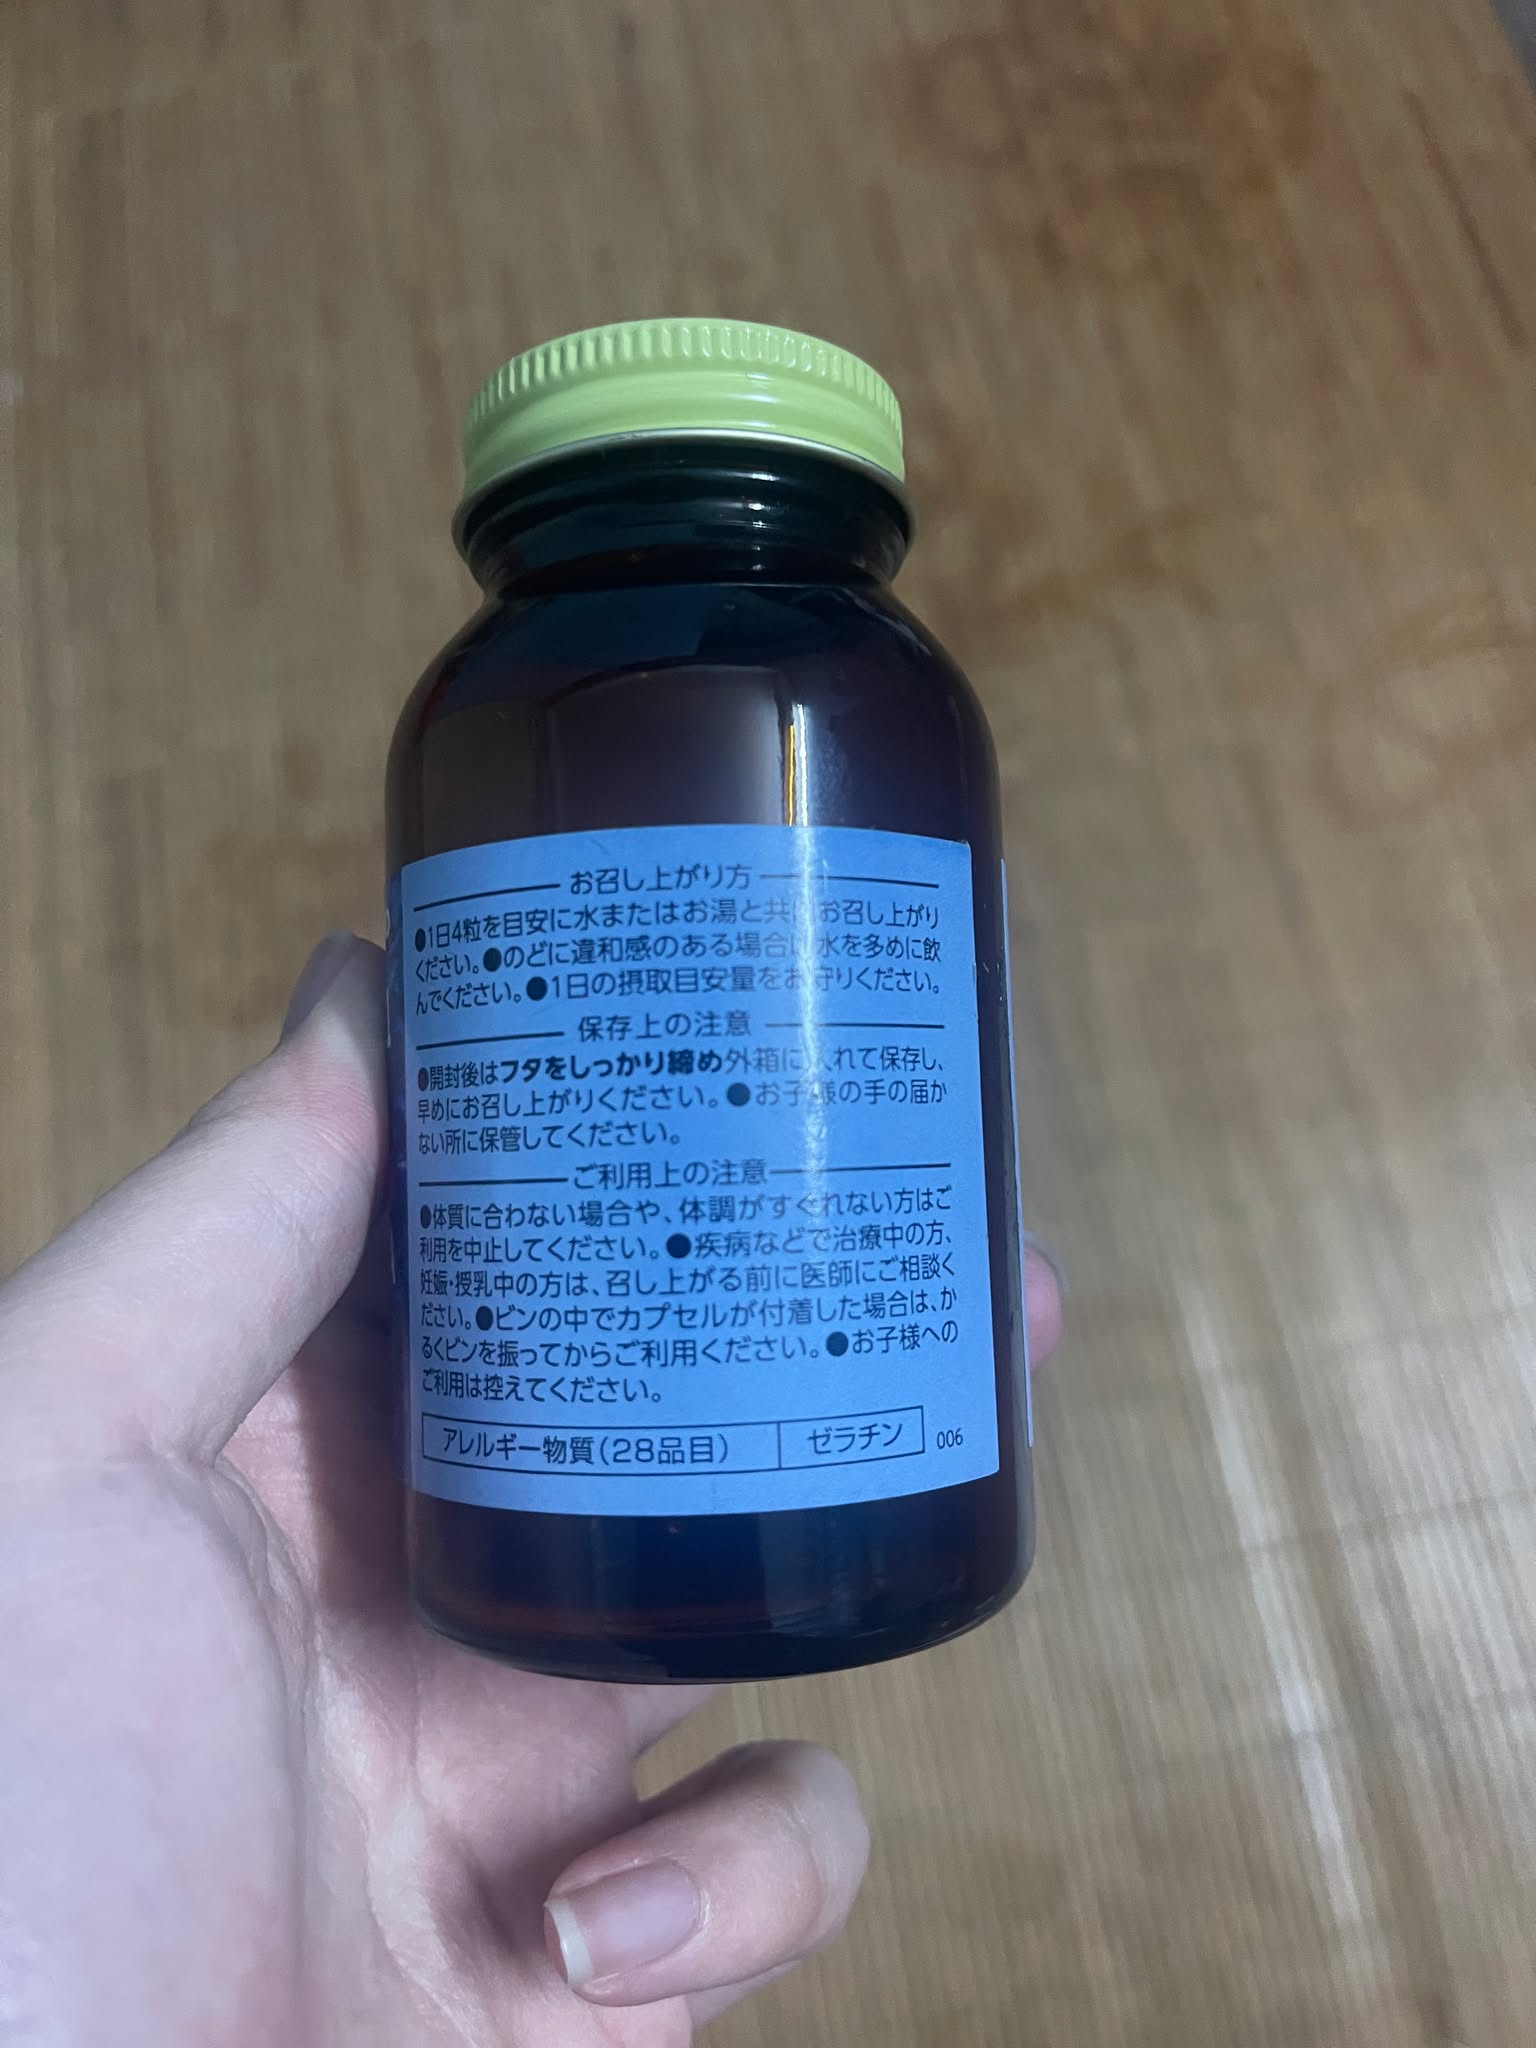 お召し上がり方
●1日4粒を目安に水またはお湯と共にお召し上がり
ください。●のどに違和感のある場合は水を多めに飲
んでください。●1日の摂取目安量をお守りください。
保存上の注意
●開封後はフタをしっかり締め外箱に入れて保存し、
早めにお召し上がりください。●お子様の手の届か
ない所に保管してください。
ご利用上の注意
●体質に合わない場合や、体調がすぐれない方はご
利用を中止してください。●疾病などで治療中の方、
妊娠・授乳中の方は、召し上がる前に医師にご相談く
ださい。●ビンの中でカプセルが付着した場合は、か
るくビンを振ってからご利用ください。●お子様への
ご利用は控えてください。
アレルギー物質(28品目) ゼラチン 006